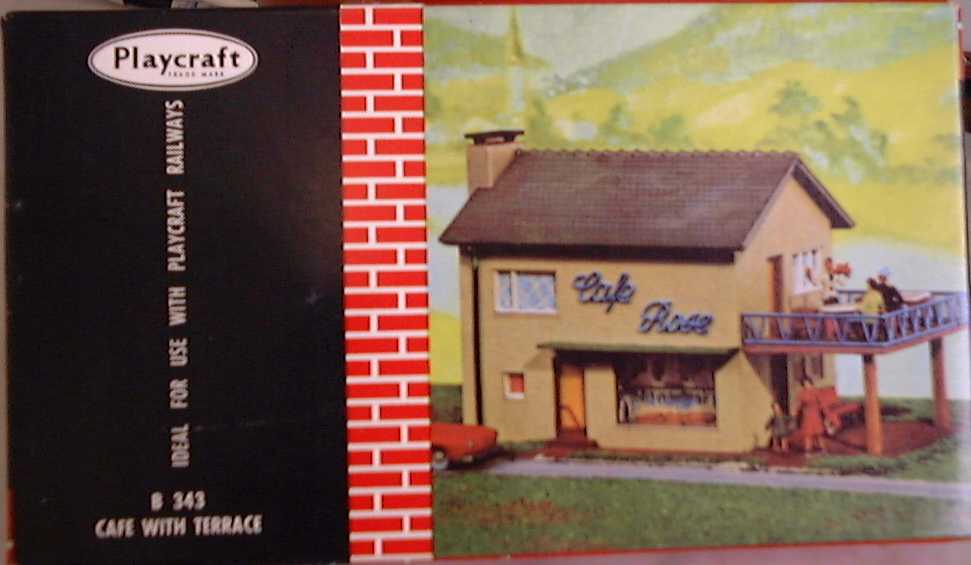 Playcraft
TRADE MARK
IDEAL FOR USE WITH PLAYCRAFT RAILWAYS
B 343
CAFE WITH TERRACE
Cafe
Rose